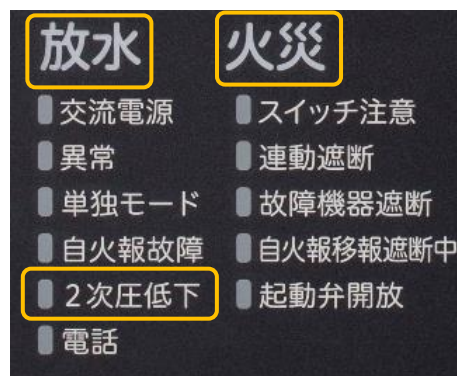 放水
交流電源
異常
単独モード
自火報故障
2次圧低下
電話
火災
スイッチ注意
連動遮断
故障機器遮断
自火報移報遮断中
起動弁開放